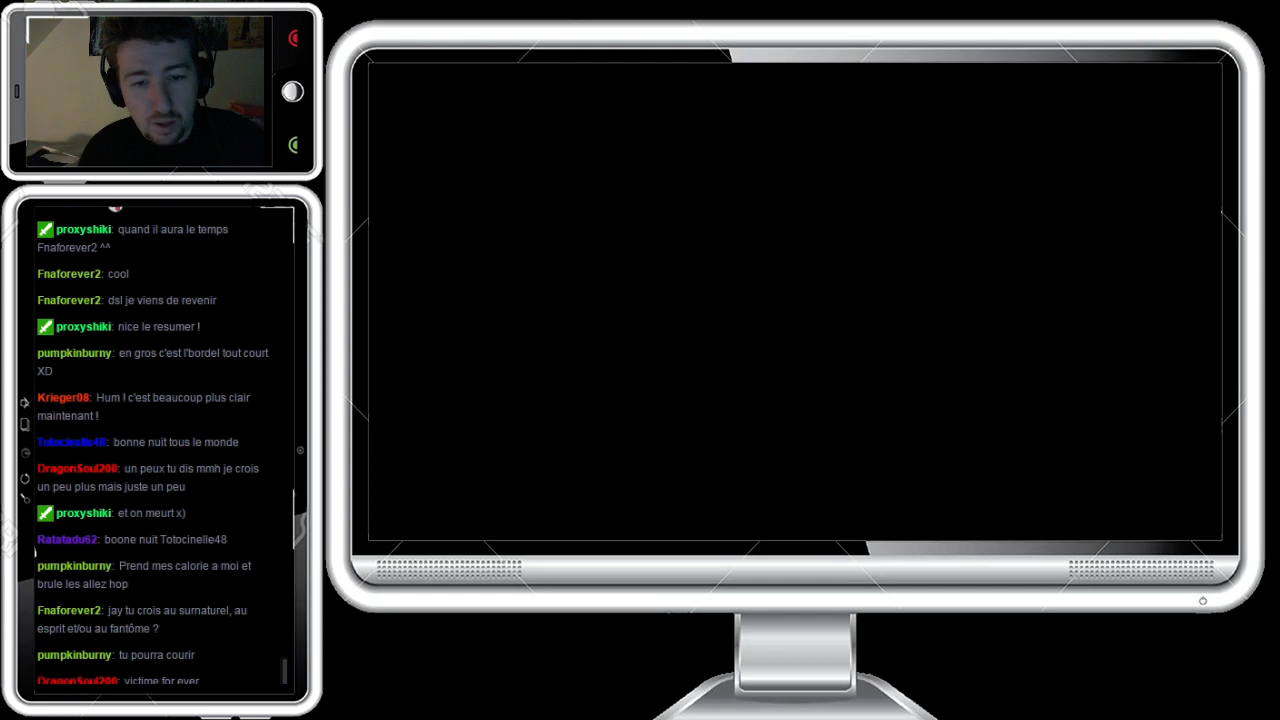 proxyshiki: quand il aura le temps
Fnaforever2 ^^
Fnaforever2: cool
Fnaforever2: dsl je viens de revenir
proxyshiki: nice le resumer !
pumpkinburny: en gros c'est l'bordel tout court
XD
Krieger08: Hum ! c'est beaucoup plus clair
maintenant !
Totocinelle48: bonne nuit tous le monde
DragonSoul200: un peux tu dis mmh je crois
un peu plus mais juste un peu
proxyshiki: et on meurt x)
Ratatadu62: boone nuit Totocinelle48
pumpkinburny: Prend mes calorie a moi et
brule les allez hop
Fnaforever2: jay tu crois au surnaturel, au
esprit et/ou au fantôme ?
pumpkinburny: tu pourra courir
DragonSoul200: victime for ever